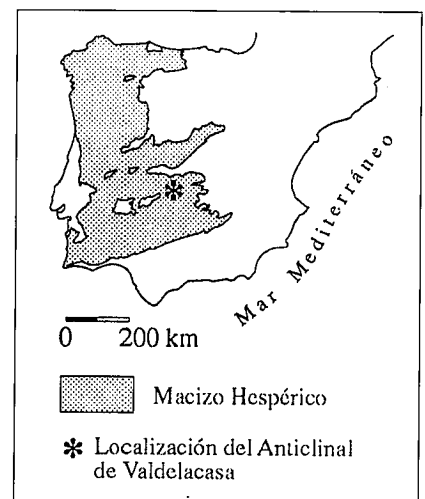 Mar Mediterráneo
0 200 km
Macizo Hespérico
* Localización del Anticlinal
de Valdelacasa